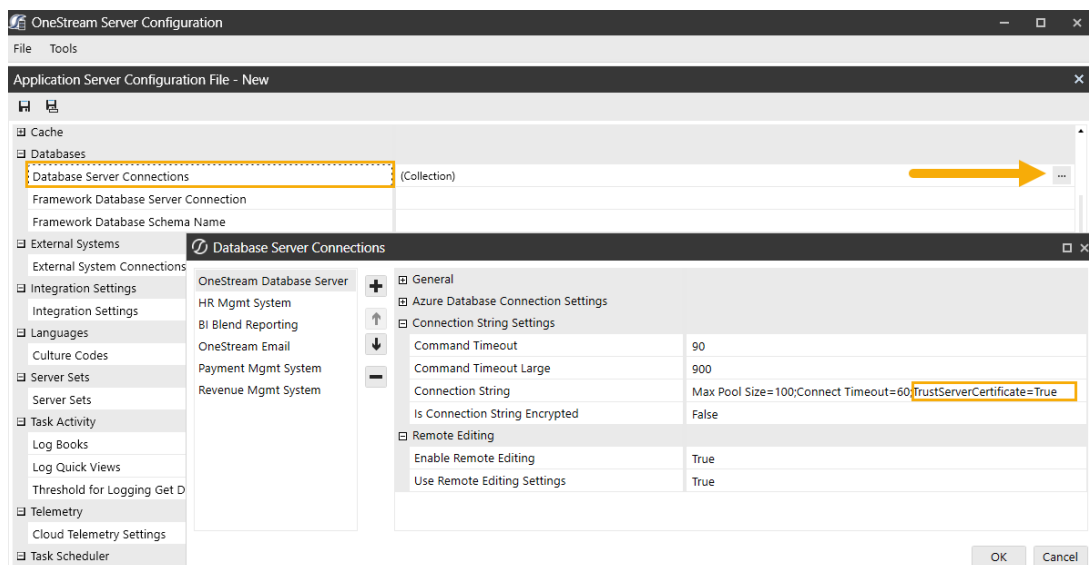 OneStream Server Configuration
File Tools
Application Server Configuration File - New
Cache
Databases
Database Server Connections (Collection) ...
Framework Database Server Connection
Framework Database Schema Name
External Systems
External System Connections
Integration Settings
Integration Settings
Languages
Culture Codes
Server Sets
Server Sets
Task Activity
Log Books
Log Quick Views
Threshold for Logging Get D
Telemetry
Cloud Telemetry Settings
Task Scheduler
Database Server Connections
OneStream Database Server
HR Mgmt System
BI Blend Reporting
OneStream Email
Payment Mgmt System
Revenue Mgmt System
General
Azure Database Connection Settings
Connection String Settings
Command Timeout 90
Command Timeout Large 900
Connection String Max Pool Size=100;Connect Timeout=60;TrustServerCertificate=True
Is Connection String Encrypted False
Remote Editing
Enable Remote Editing True
Use Remote Editing Settings True
OK Cancel